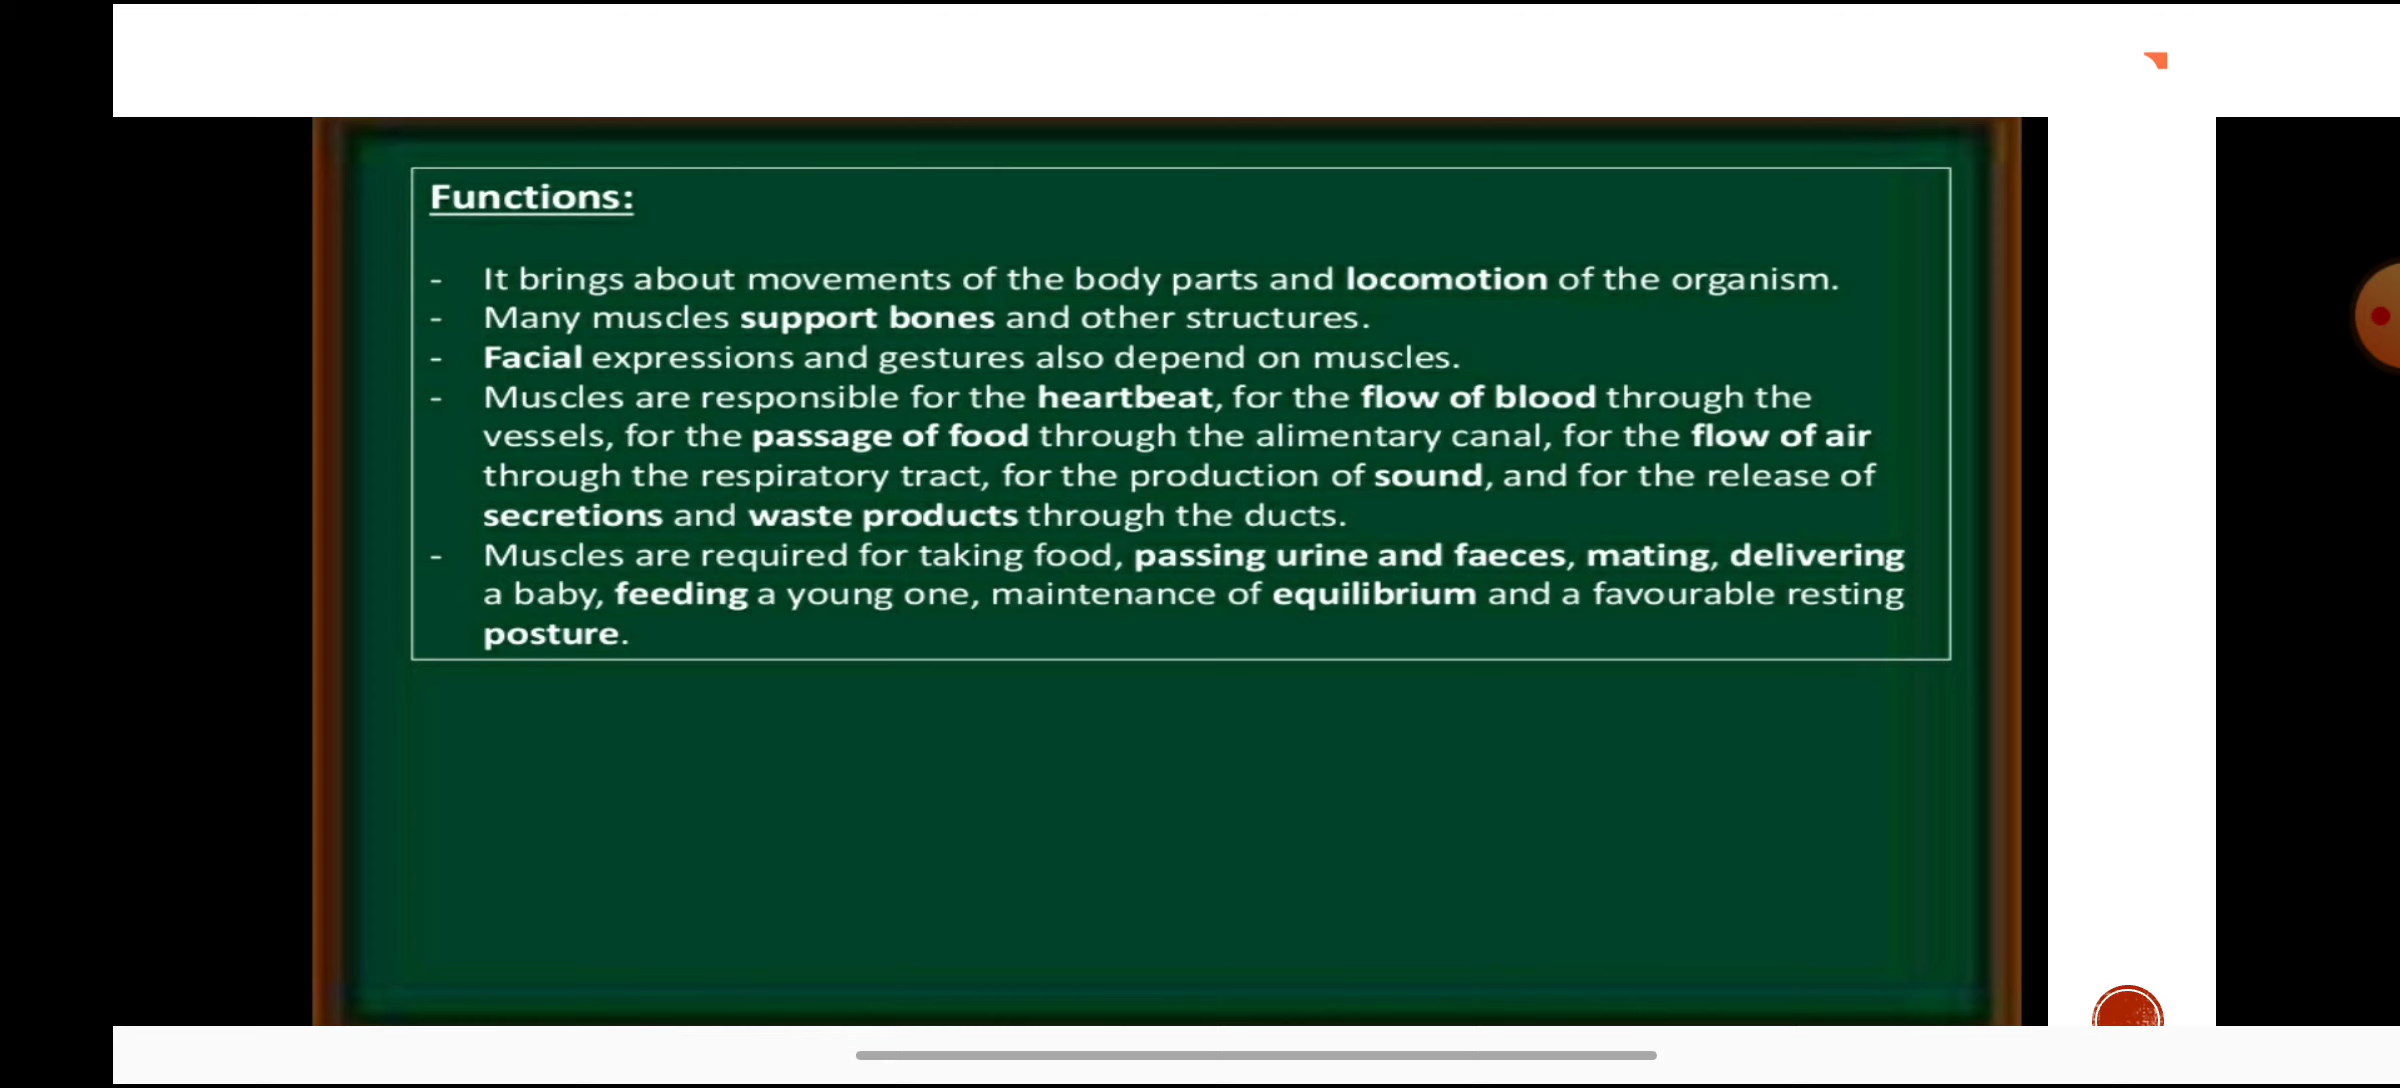 Functions:
- It brings about movements of the body parts and locomotion of the organism.
- Many muscles support bones and other structures.
- Facial expressions and gestures also depend on muscles.
- Muscles are responsible for the heartbeat, for the flow of blood through the
vessels, for the passage of food through the alimentary canal, for the flow of air
through the respiratory tract, for the production of sound, and for the release of
secretions and waste products through the ducts.
- Muscles are required for taking food, passing urine and faeces, mating, delivering
a baby, feeding a young one, maintenance of equilibrium and a favourable resting
posture.